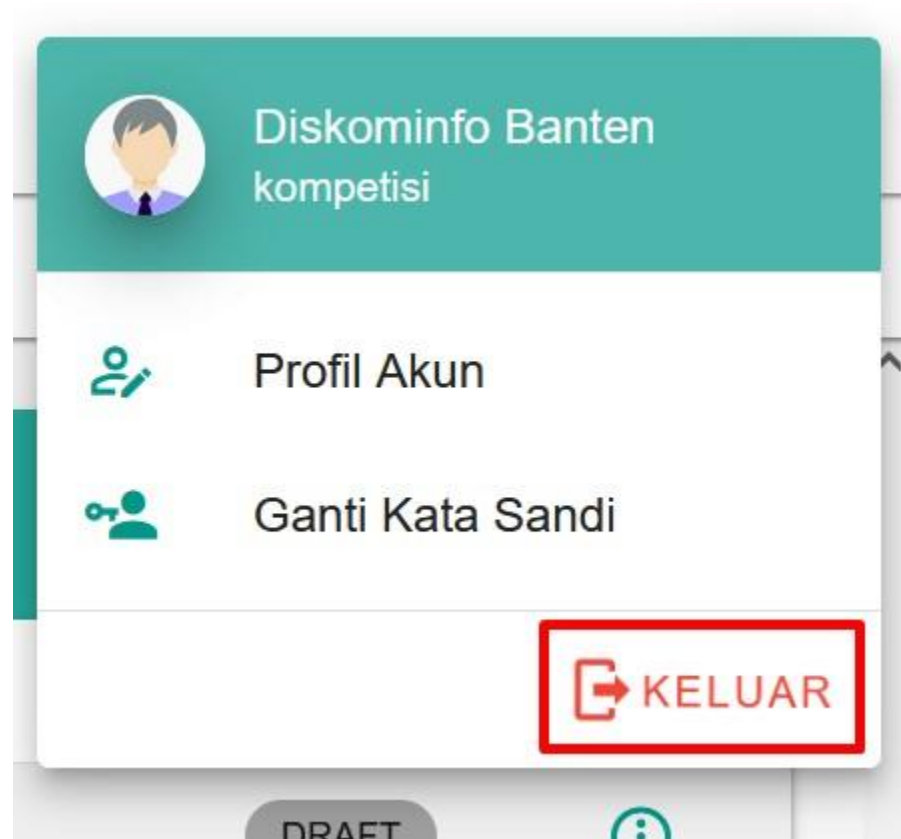 Diskominfo Banten
kompetisi
Profil Akun
Ganti Kata Sandi
KELUAR
DRAFT